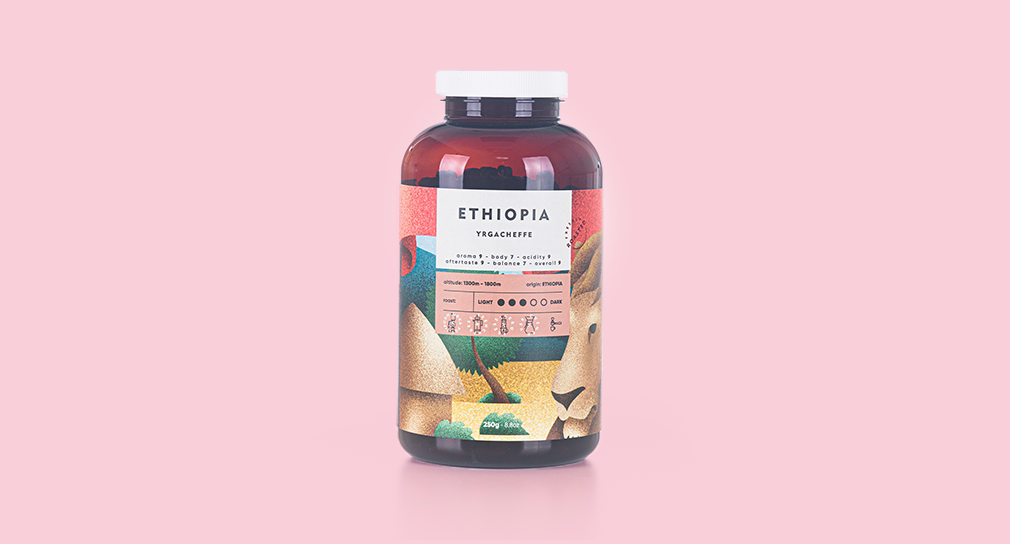 ETHIOPIA
YRGACHEFFE
aroma 9 - body 7 - acidity 9
aftertaste 9 - balance 7 - overall 9
altitude: 1300m - 1800m
origin: ETHIOPIA
roast:
LIGHT
DARK
250g - 8.8oz